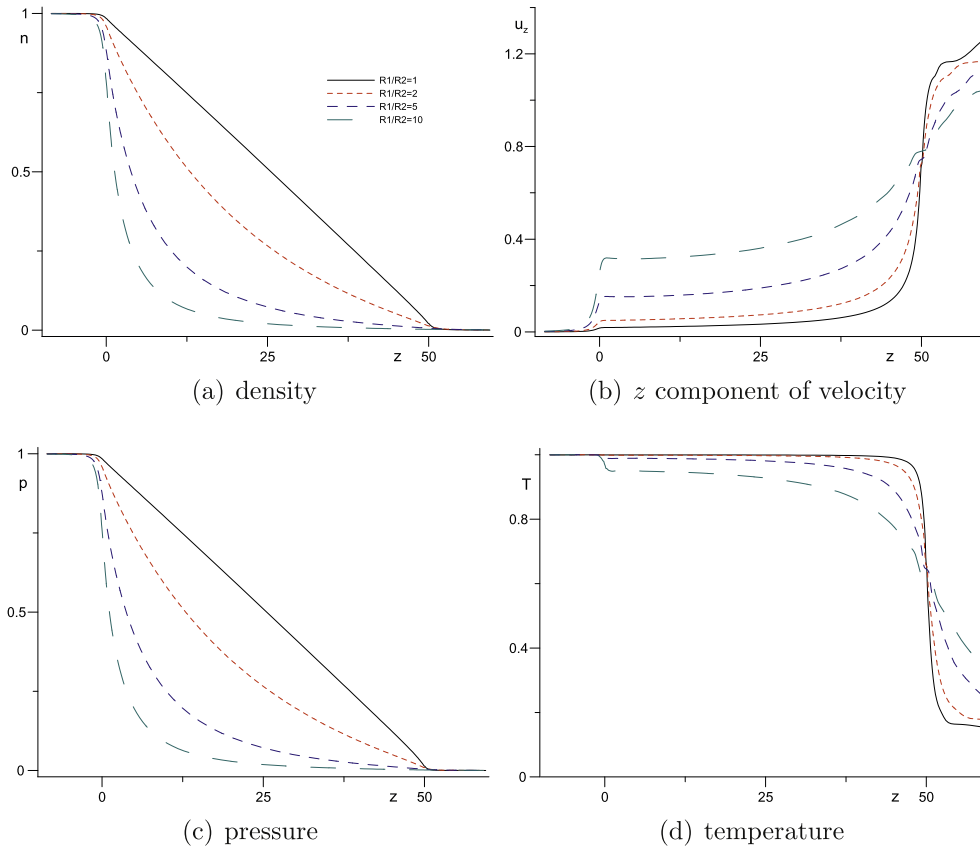 1
n
0.5
0
0
25
z
50
R1/R2=1
R1/R2=2
R1/R2=5
R1/R2=10
(a) density
u_z
1.2
0.8
0.4
0
0
25
z
50
(b) z component of velocity
1
p
0.5
0
0
25
z
50
(c) pressure
T
0.8
0.4
0
0
25
z
50
(d) temperature